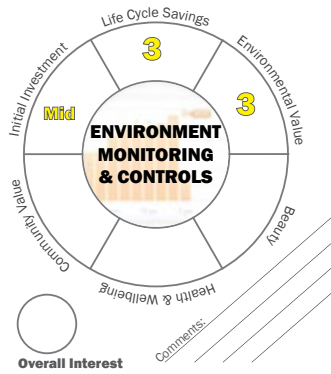 Life Cycle Savings
3
Initial Investment
Mid
Environmental Value
3
ENVIRONMENT
MONITORING
& CONTROLS
Community Value
Beauty
Health & Wellbeing
Comments:
Overall Interest